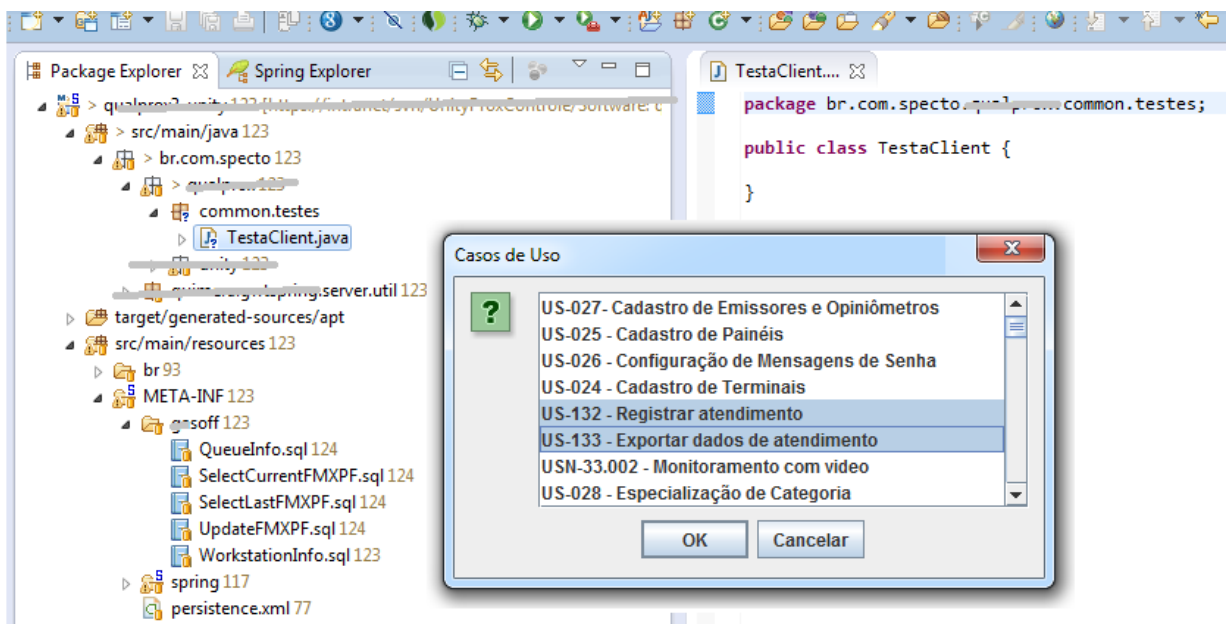 Package Explorer
Spring Explorer
> src/main/java 123
> br.com.specto 123
>
common.testes
TestaClient.java
.server.util 123
target/generated-sources/apt
src/main/resources 123
br 93
META-INF 123
soff 123
QueueInfo.sql 124
SelectCurrentFMXPF.sql 124
SelectLastFMXPF.sql 124
UpdateFMXPF.sql 124
WorkstationInfo.sql 123
spring 117
persistence.xml 77
TestaClient....
package br.com.specto. .common.testes;
public class TestaClient {
}
Casos de Uso
US-027- Cadastro de Emissores e Opiniômetros
US-025 - Cadastro de Painéis
US-026 - Configuração de Mensagens de Senha
US-024 - Cadastro de Terminais
US-132 - Registrar atendimento
US-133 - Exportar dados de atendimento
USN-33.002 - Monitoramento com video
US-028 - Especialização de Categoria
OK
Cancelar